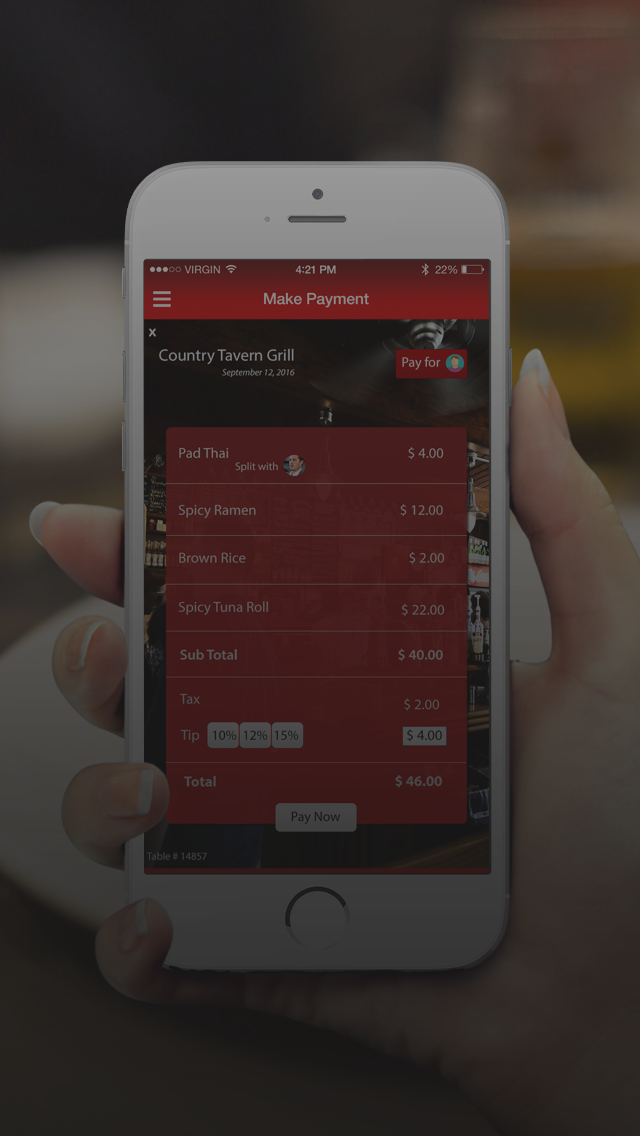 VIRGIN 4:21 PM 22%
Make Payment
x
Country Tavern Grill Pay for
September 12, 2016
Pad Thai $ 4.00
Split with
Spicy Ramen $ 12.00
Brown Rice $ 2.00
Spicy Tuna Roll $ 22.00
Sub Total $ 40.00
Tax $ 2.00
Tip 10% 12% 15% $ 4.00
Total $ 46.00
Pay Now
Table # 14857